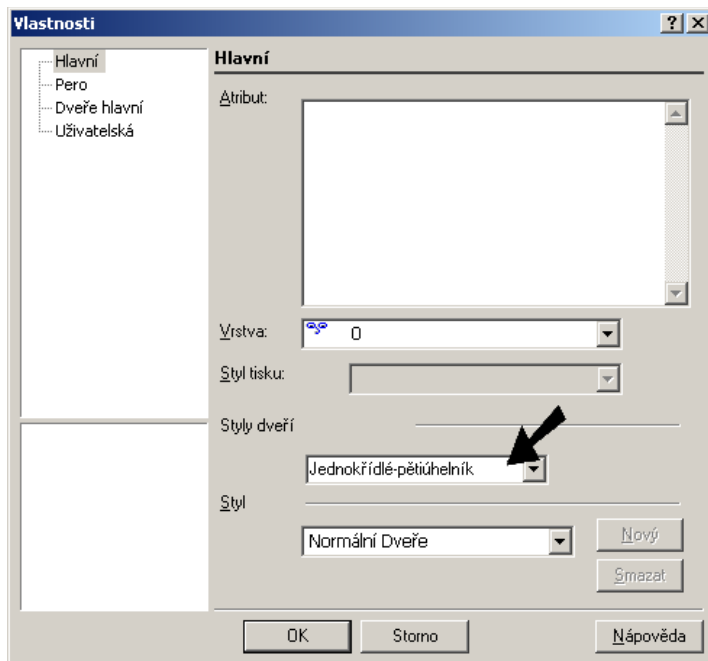 Vlastnosti
Hlavní
Pero
Dveře hlavní
Uživatelská
Hlavní
Atribut:
Vrstva: 0
Styl tisku:
Styly dveří
Jednokřídlé-pětiúhelník
Styl
Normální Dveře
Nový
Smazat
OK Storno Nápověda